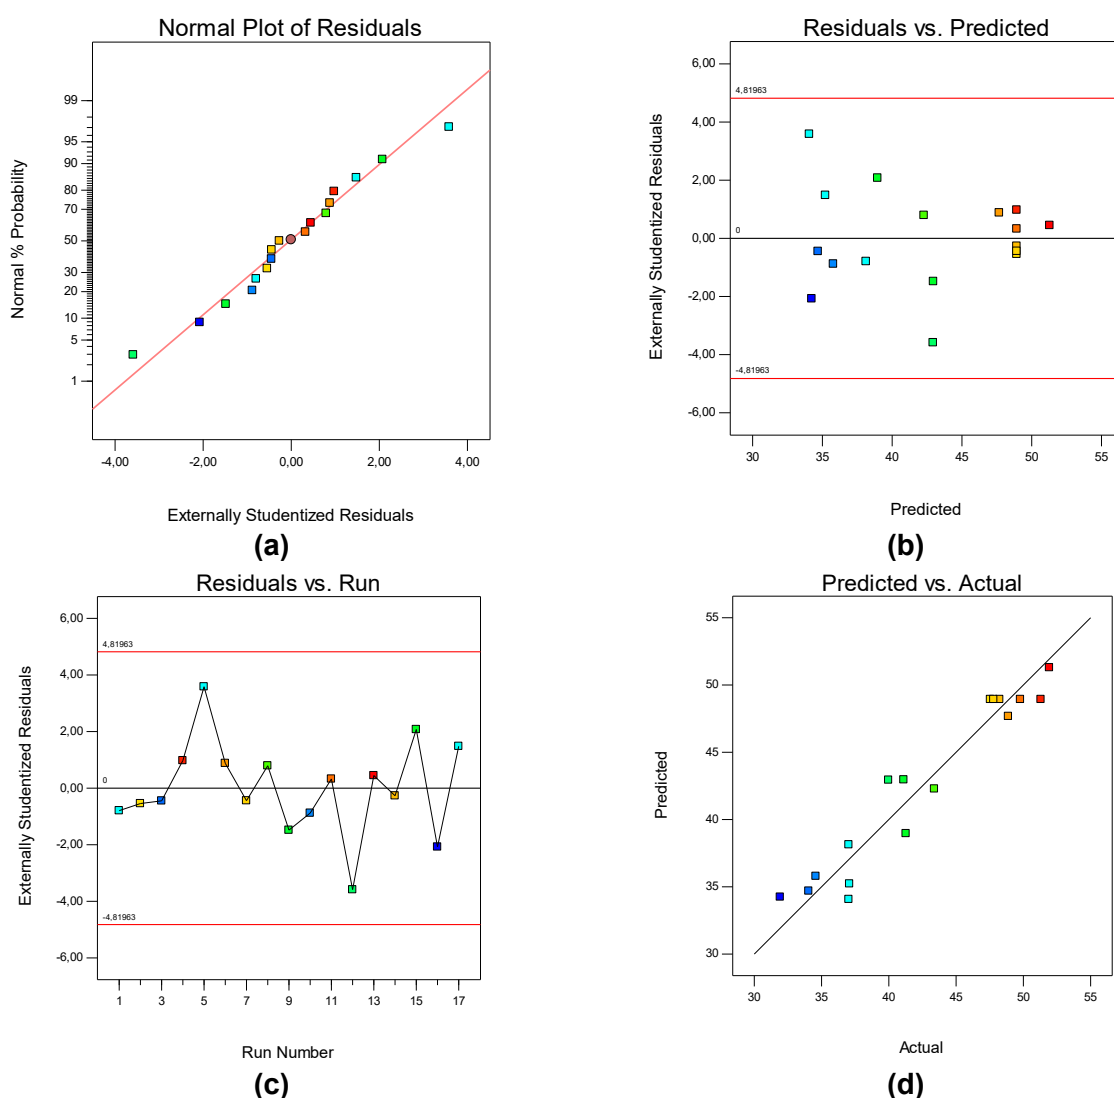 Normal Plot of Residuals
Normal % Probability
99
95
90
80
70
50
30
20
10
5
1
-4,00 -2,00 0,00 2,00 4,00
Externally Studentized Residuals
(a)
Residuals vs. Predicted
Externally Studentized Residuals
6,00
4,81963
4,00
2,00
0
0,00
-2,00
-4,00
-4,81963
-6,00
30 35 40 45 50 55
Predicted
(b)
Residuals vs. Run
Externally Studentized Residuals
6,00
4,81963
4,00
2,00
0
0,00
-2,00
-4,00
-4,81963
-6,00
1 3 5 7 9 11 13 15 17
Run Number
(c)
Predicted vs. Actual
Predicted
55
50
45
40
35
30
30 35 40 45 50 55
Actual
(d)